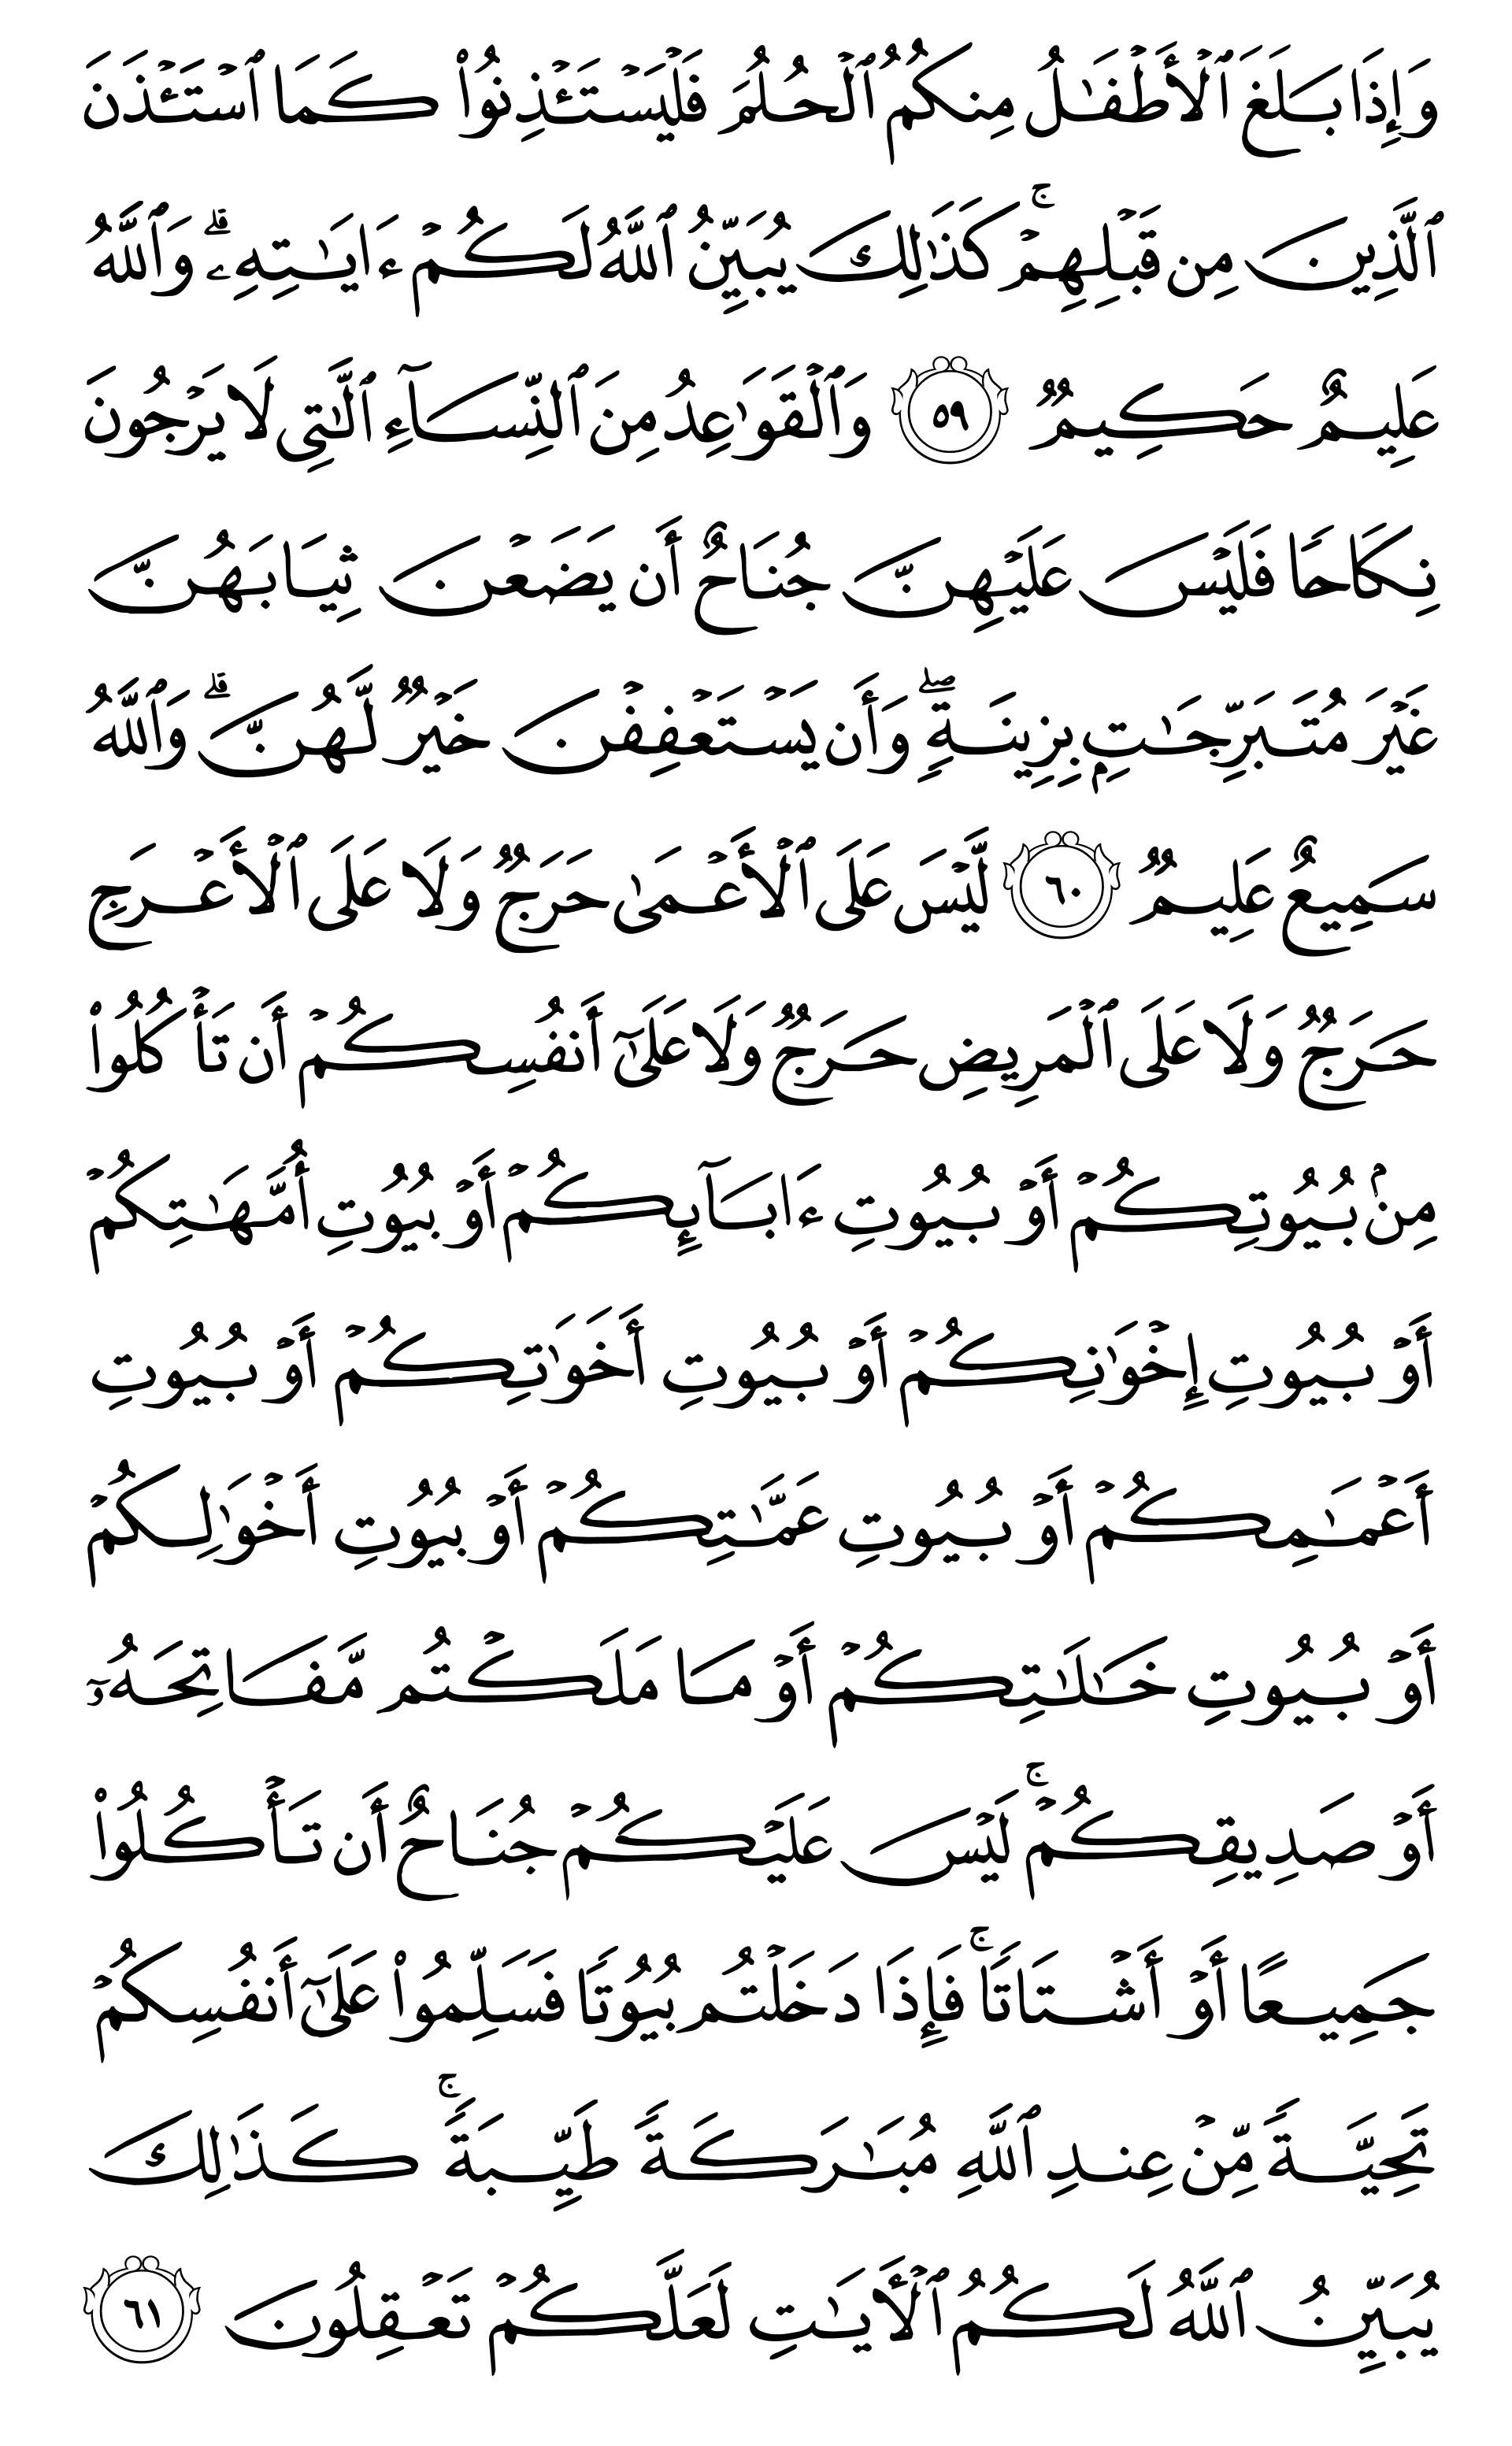 وَإِذَا بَلَغَ ٱلْأَطْفَـٰلُ مِنكُمُ ٱلْحُلُمَ فَلْيَسْتَـْٔذِنُوا۟ كَمَا ٱسْتَـْٔذَنَ
ٱلَّذِينَ مِن قَبْلِهِمْ ۚ كَذَٰلِكَ يُبَيِّنُ ٱللَّهُ لَكُمْ ءَايَـٰتِهِۦ ۗ وَٱللَّهُ
عَلِيمٌ حَكِيمٌ ٥٩ وَٱلْقَوَٰعِدُ مِنَ ٱلنِّسَآءِ ٱلَّـٰتِى لَا يَرْجُونَ
نِكَاحًا فَلَيْسَ عَلَيْهِنَّ جُنَاحٌ أَن يَضَعْنَ ثِيَابَهُنَّ
غَيْرَ مُتَبَرِّجَـٰتٍۭ بِزِينَةٍ ۖ وَأَن يَسْتَعْفِفْنَ خَيْرٌ لَّهُنَّ ۗ وَٱللَّهُ
سَمِيعٌ عَلِيمٌ ٦٠ لَّيْسَ عَلَى ٱلْأَعْمَىٰ حَرَجٌ وَلَا عَلَى ٱلْأَعْرَجِ
حَرَجٌ وَلَا عَلَى ٱلْمَرِيضِ حَرَجٌ وَلَا عَلَىٰٓ أَنفُسِكُمْ أَن تَأْكُلُوا۟
مِنۢ بُيُوتِكُمْ أَوْ بُيُوتِ ءَابَآئِكُمْ أَوْ بُيُوتِ أُمَّهَـٰتِكُمْ
أَوْ بُيُوتِ إِخْوَٰنِكُمْ أَوْ بُيُوتِ أَخَوَٰتِكُمْ أَوْ بُيُوتِ
أَعْمَـٰمِكُمْ أَوْ بُيُوتِ عَمَّـٰتِكُمْ أَوْ بُيُوتِ أَخْوَٰلِكُمْ
أَوْ بُيُوتِ خَـٰلَـٰتِكُمْ أَوْ مَا مَلَكْتُم مَّفَاتِحَهُۥٓ
أَوْ صَدِيقِكُمْ ۚ لَيْسَ عَلَيْكُمْ جُنَاحٌ أَن تَأْكُلُوا۟
جَمِيعًا أَوْ أَشْتَاتًا ۚ فَإِذَا دَخَلْتُم بُيُوتًا فَسَلِّمُوا۟ عَلَىٰٓ أَنفُسِكُمْ
تَحِيَّةً مِّنْ عِندِ ٱللَّهِ مُبَـٰرَكَةً طَيِّبَةً ۚ كَذَٰلِكَ
يُبَيِّنُ ٱللَّهُ لَكُمُ ٱلْأَيَـٰتِ لَعَلَّكُمْ تَعْقِلُونَ ٦١